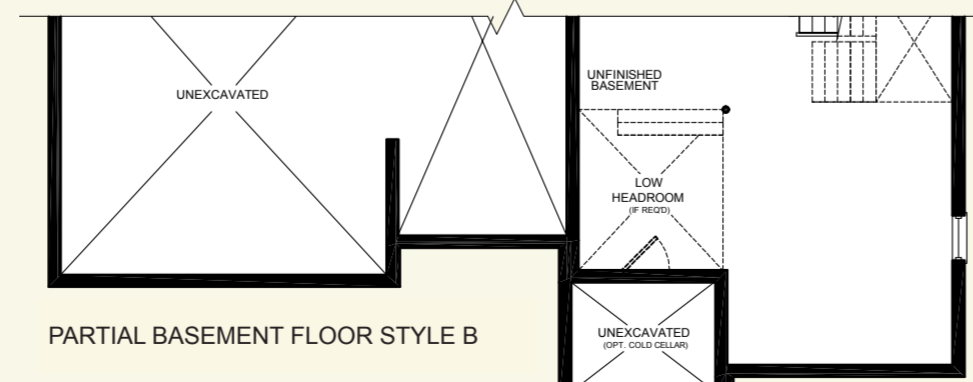 UNEXCAVATED
UNFINISHED
BASEMENT
LOW
HEADROOM
(IF REQ'D)
UNEXCAVATED
(OPT. COLD CELLAR)
PARTIAL BASEMENT FLOOR STYLE B